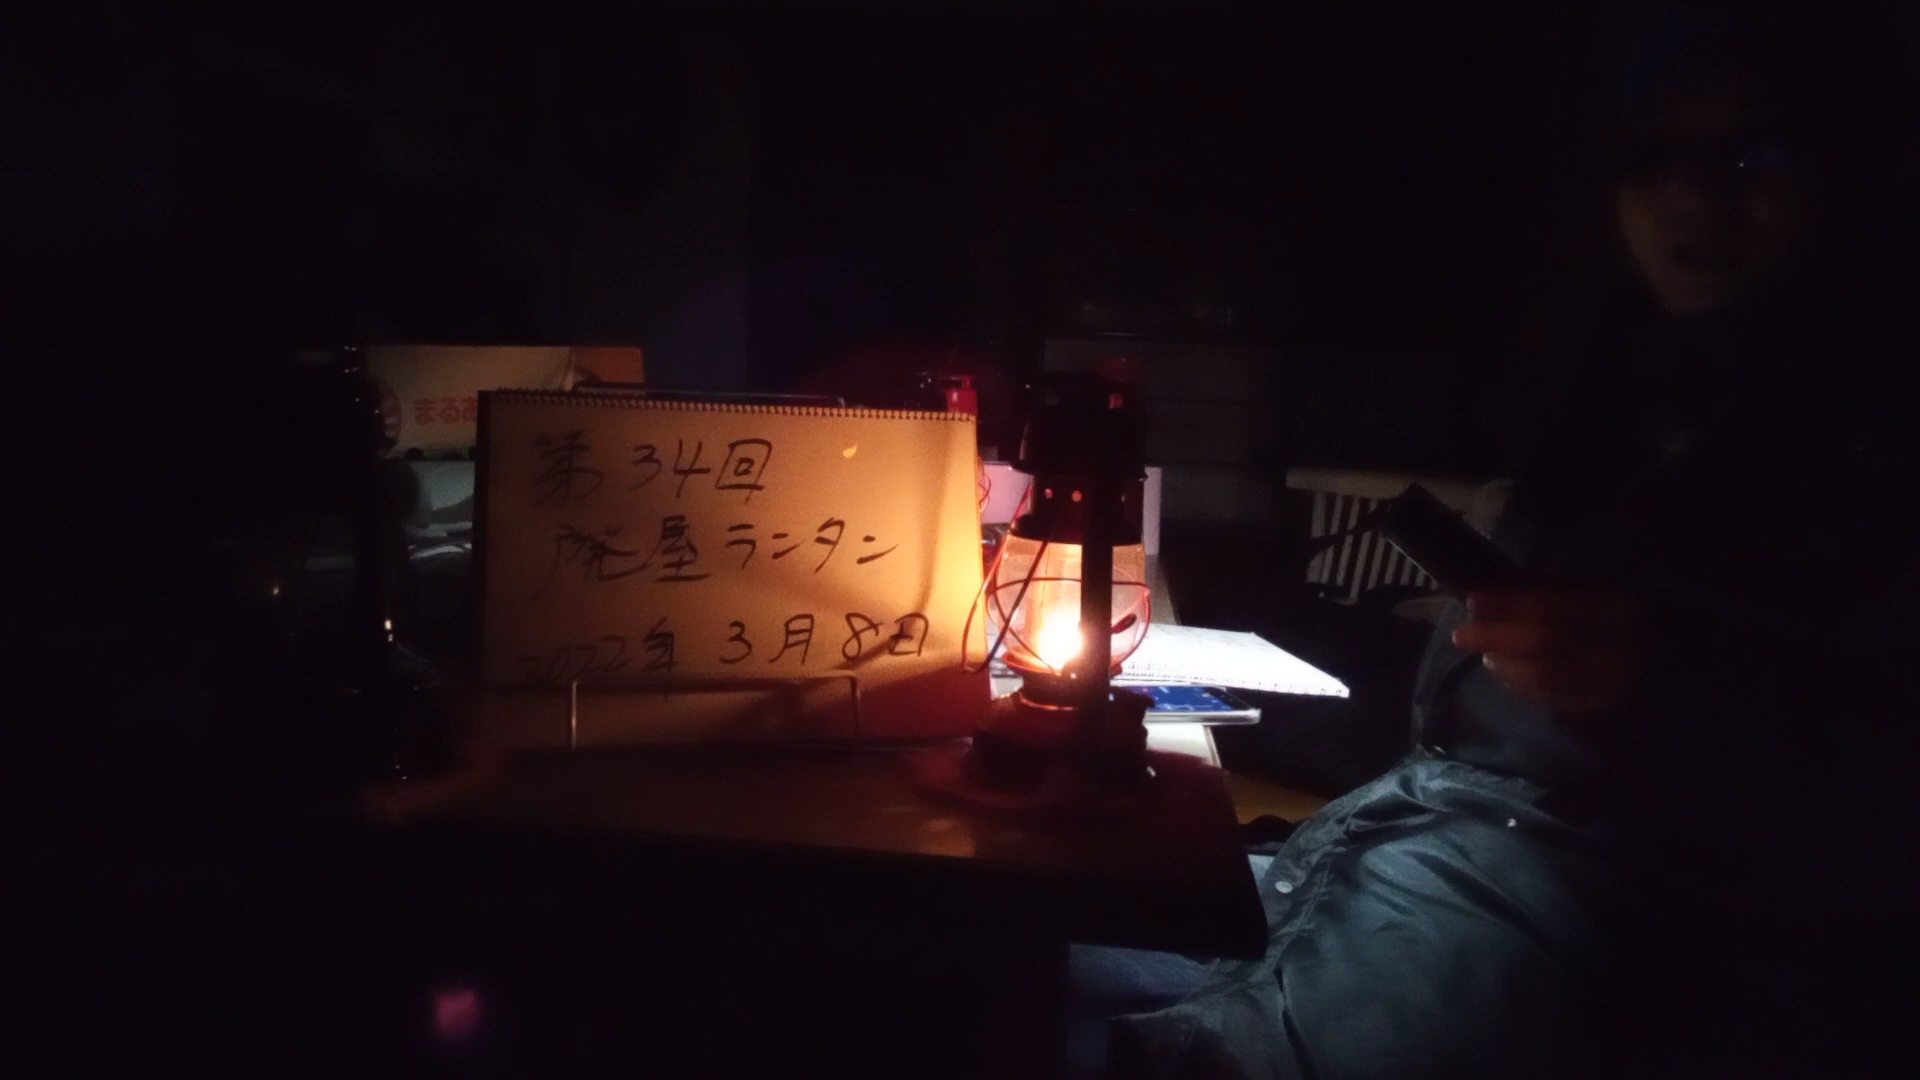 まるあ
第34回
廃屋ランタン
2022年 3月8日